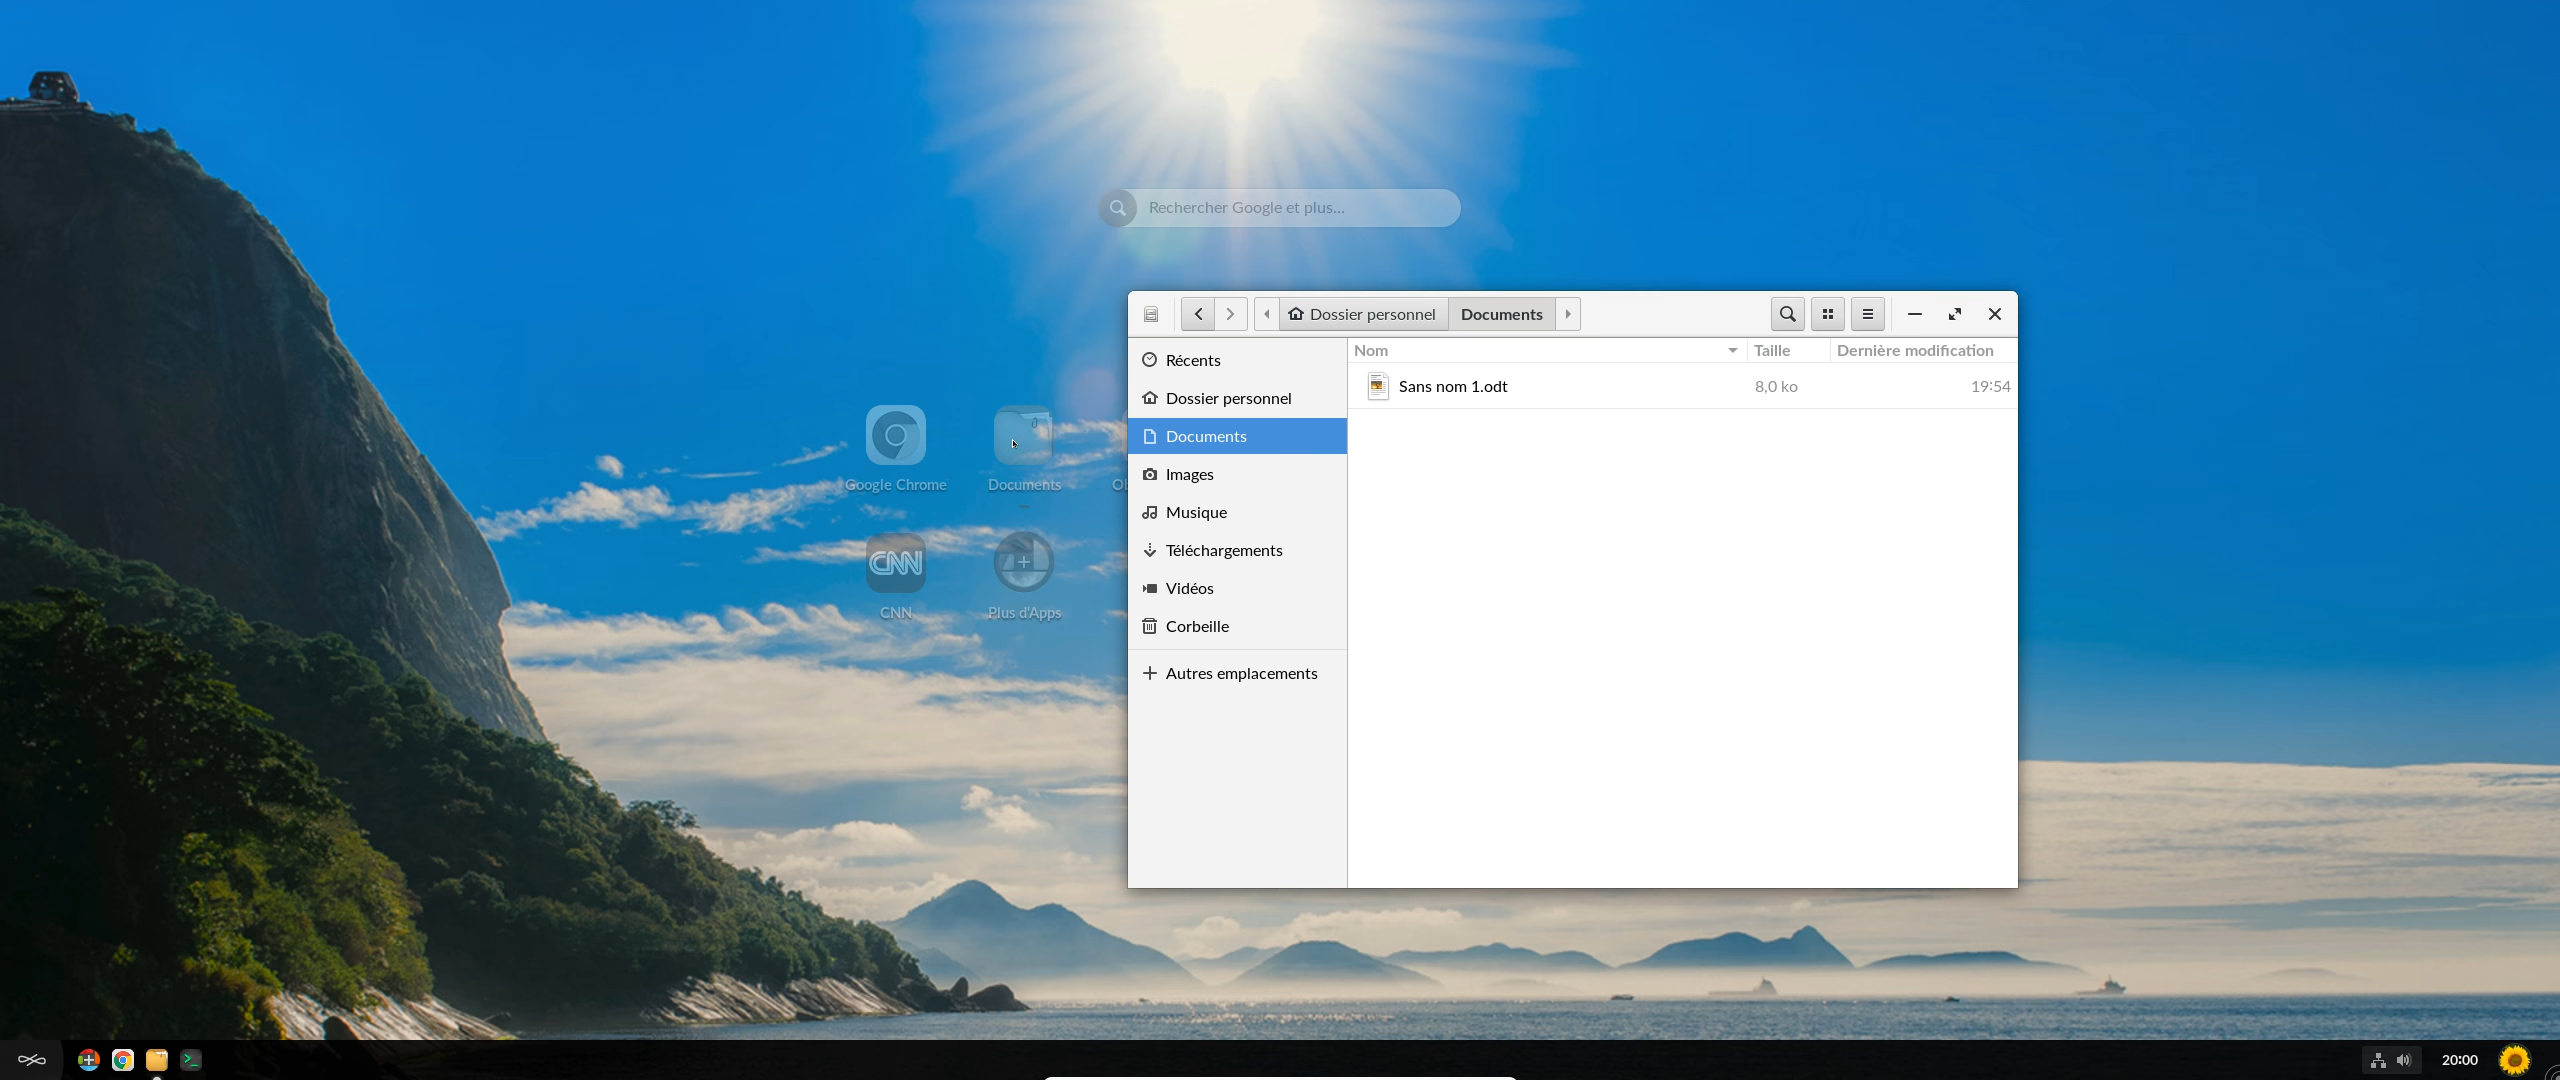 Rechercher Google et plus...
Dossier personnel
Documents
Nom
Taille
Dernière modification
Sans nom 1.odt
8,0 ko
19:54
Récents
Dossier personnel
Documents
Images
Musique
Téléchargements
Vidéos
Corbeille
Autres emplacements
Google Chrome
Documents
CNN
CNN
Plus d'Apps
20:00